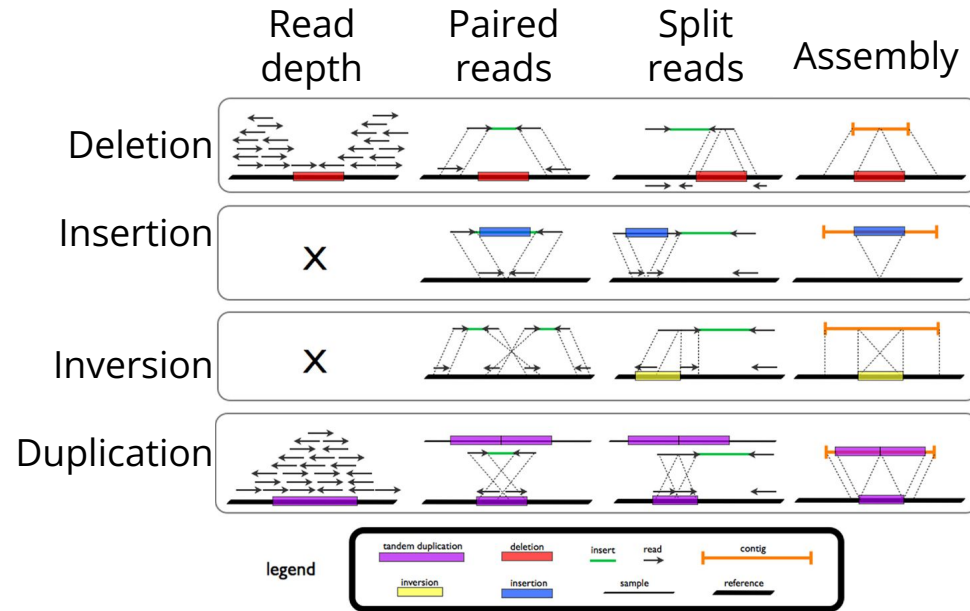 Read depth
Paired reads
Split reads
Assembly
Deletion
Insertion
X
Inversion
X
Duplication
legend
tandem duplication
deletion
insert
read
contig
inversion
insertion
sample
reference